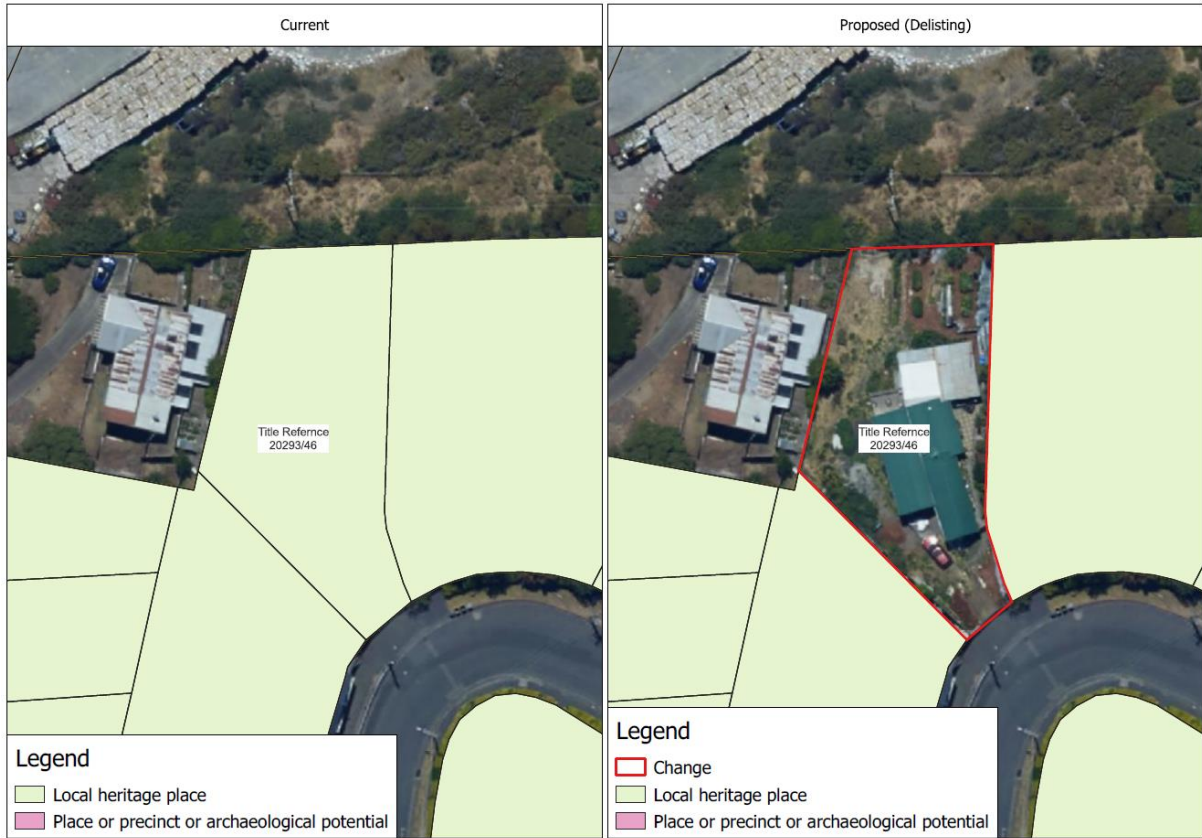 Current
Proposed (Delisting)
Title Refernce
20293/46
Title Refernce
20293/46
Legend
Local heritage place
Place or precinct or archaeological potential
Legend
Change
Local heritage place
Place or precinct or archaeological potential